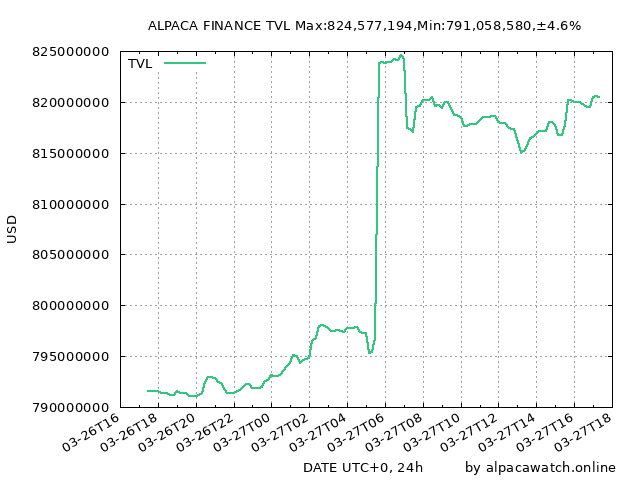 ALPACA FINANCE TVL Max:824,577,194,Min:791,058,580,±4.6%
TVL
825000000
820000000
815000000
810000000
805000000
800000000
795000000
790000000
USD
03-26T16
03-26T18
03-26T20
03-26T22
03-27T00
03-27T02
03-27T04
03-27T06
03-27T08
03-27T10
03-27T12
03-27T14
03-27T16
03-27T18
DATE UTC+0, 24h
by alpacawatch.online